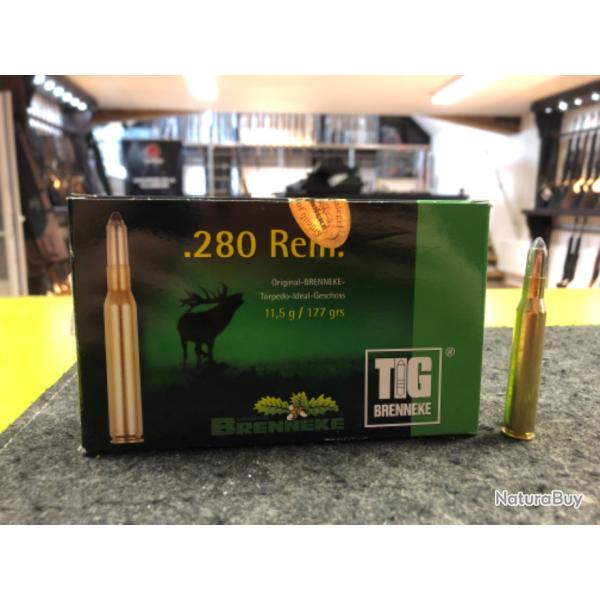 .280 Rem.
Original-BRENNEKE-
Torpedo-Ideal-Geschoss
11,5 g / 177 grs
TIG
®
BRENNEKE
BRENNEKE
NaturaBuy